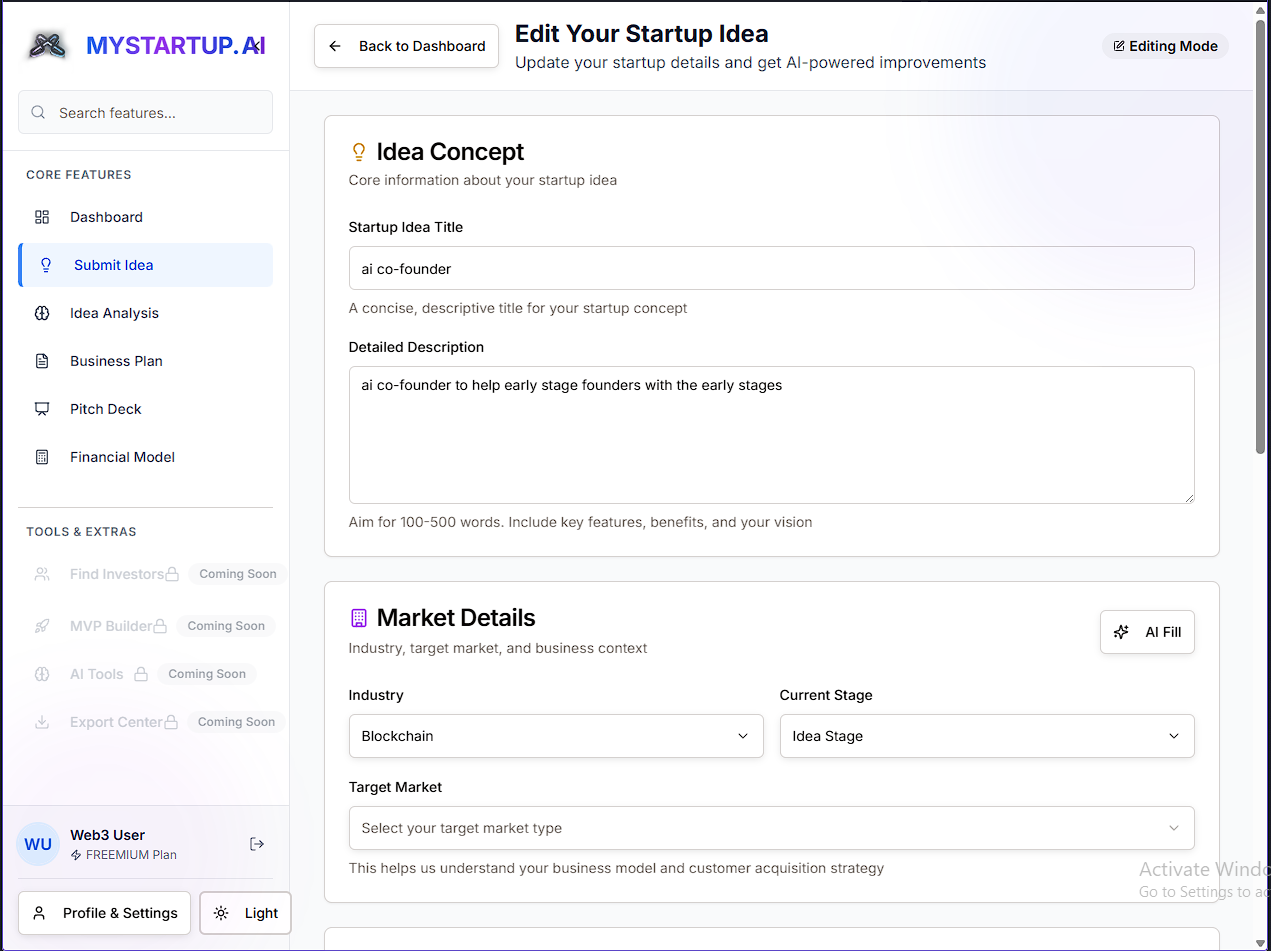 MYSTARTUP.AI
Search features...
CORE FEATURES
Dashboard
Submit Idea
Idea Analysis
Business Plan
Pitch Deck
Financial Model
TOOLS & EXTRAS
Find Investors Coming Soon
MVP Builder Coming Soon
AI Tools Coming Soon
Export Center Coming Soon
WU
Web3 User
FREEMIUM Plan
Profile & Settings
Light
Back to Dashboard
Edit Your Startup Idea
Update your startup details and get AI-powered improvements
Editing Mode
Idea Concept
Core information about your startup idea
Startup Idea Title
ai co-founder
A concise, descriptive title for your startup concept
Detailed Description
ai co-founder to help early stage founders with the early stages
Aim for 100-500 words. Include key features, benefits, and your vision
Market Details
Industry, target market, and business context
AI Fill
Industry
Blockchain
Current Stage
Idea Stage
Target Market
Select your target market type
This helps us understand your business model and customer acquisition strategy
Activate Windo
Go to Settings to ac